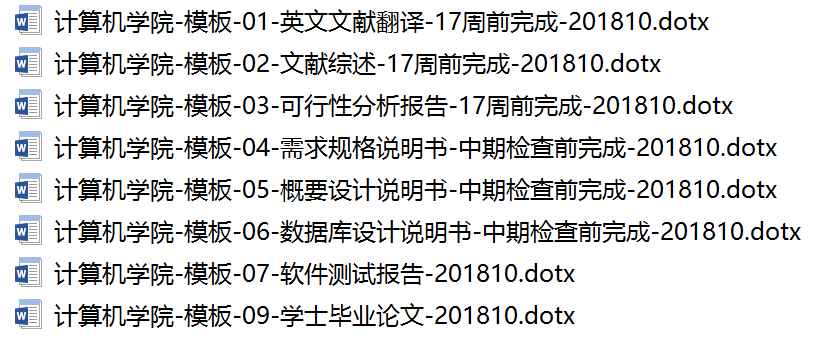 计算机学院-模板-01-英文文献翻译-17周前完成-201810.dotx
计算机学院-模板-02-文献综述-17周前完成-201810.dotx
计算机学院-模板-03-可行性分析报告-17周前完成-201810.dotx
计算机学院-模板-04-需求规格说明书-中期检查前完成-201810.dotx
计算机学院-模板-05-概要设计说明书-中期检查前完成-201810.dotx
计算机学院-模板-06-数据库设计说明书-中期检查前完成-201810.dotx
计算机学院-模板-07-软件测试报告-201810.dotx
计算机学院-模板-09-学士毕业论文-201810.dotx